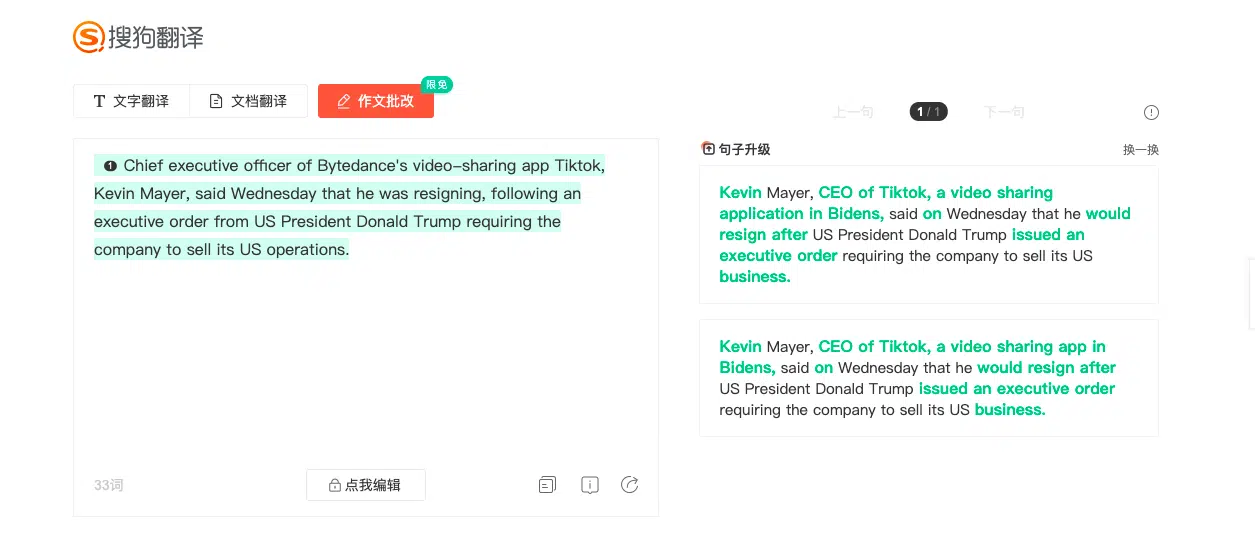 搜狗翻译
文字翻译
文档翻译
作文批改
限免
上一句
1 / 1
下一句
1 Chief executive officer of Bytedance's video-sharing app Tiktok,
Kevin Mayer, said Wednesday that he was resigning, following an
executive order from US President Donald Trump requiring the
company to sell its US operations.
33词
点我编辑
句子升级
换一换
Kevin Mayer, CEO of Tiktok, a video sharing
application in Bidens, said on Wednesday that he would
resign after US President Donald Trump issued an
executive order requiring the company to sell its US
business.
Kevin Mayer, CEO of Tiktok, a video sharing app in
Bidens, said on Wednesday that he would resign after
US President Donald Trump issued an executive order
requiring the company to sell its US business.